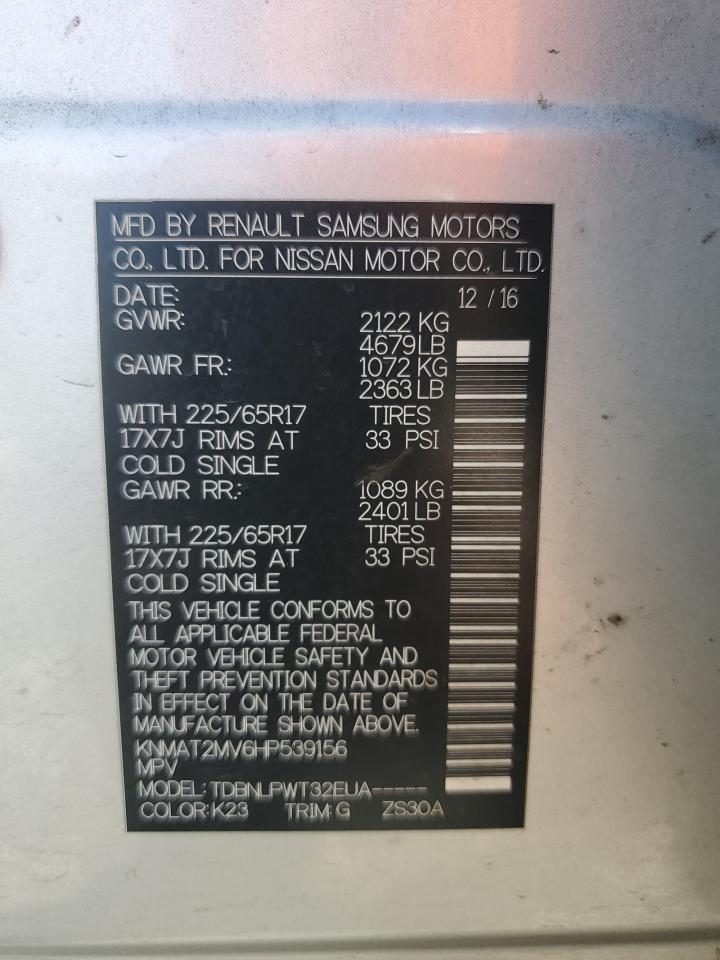 MFD BY RENAULT SAMSUNG MOTORS
CO., LTD. FOR NISSAN MOTOR CO., LTD.
DATE: 12 / 16
GVWR: 2122 KG
4679 LB
GAWR FR.: 1072 KG
2363 LB
WITH 225/65R17 TIRES
17X7J RIMS AT 33 PSI
COLD SINGLE
GAWR RR.: 1089 KG
2401 LB
WITH 225/65R17 TIRES
17X7J RIMS AT 33 PSI
COLD SINGLE
THIS VEHICLE CONFORMS TO
ALL APPLICABLE FEDERAL
MOTOR VEHICLE SAFETY AND
THEFT PREVENTION STANDARDS
IN EFFECT ON THE DATE OF
MANUFACTURE SHOWN ABOVE.
KNMAT2MV6HP539156
MPV
MODEL: TDBNLPWT32EUA-----
COLOR: K23 TRIM: G ZS30A